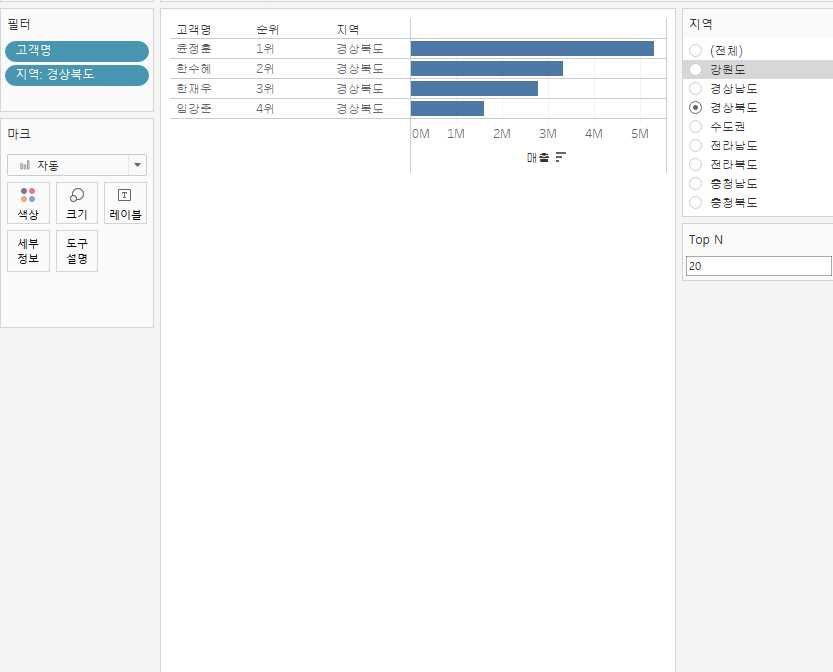 필터
고객명
지역: 경상북도
마크
자동
색상
크기
레이블
세부
정보
도구
설명
고객명 순위 지역
윤정훈 1위 경상북도
한수혜 2위 경상북도
한재우 3위 경상북도
임강준 4위 경상북도
0M 1M 2M 3M 4M 5M
매출
지역
(전체)
강원도
경상남도
경상북도
수도권
전라남도
전라북도
충청남도
충청북도
Top N
20